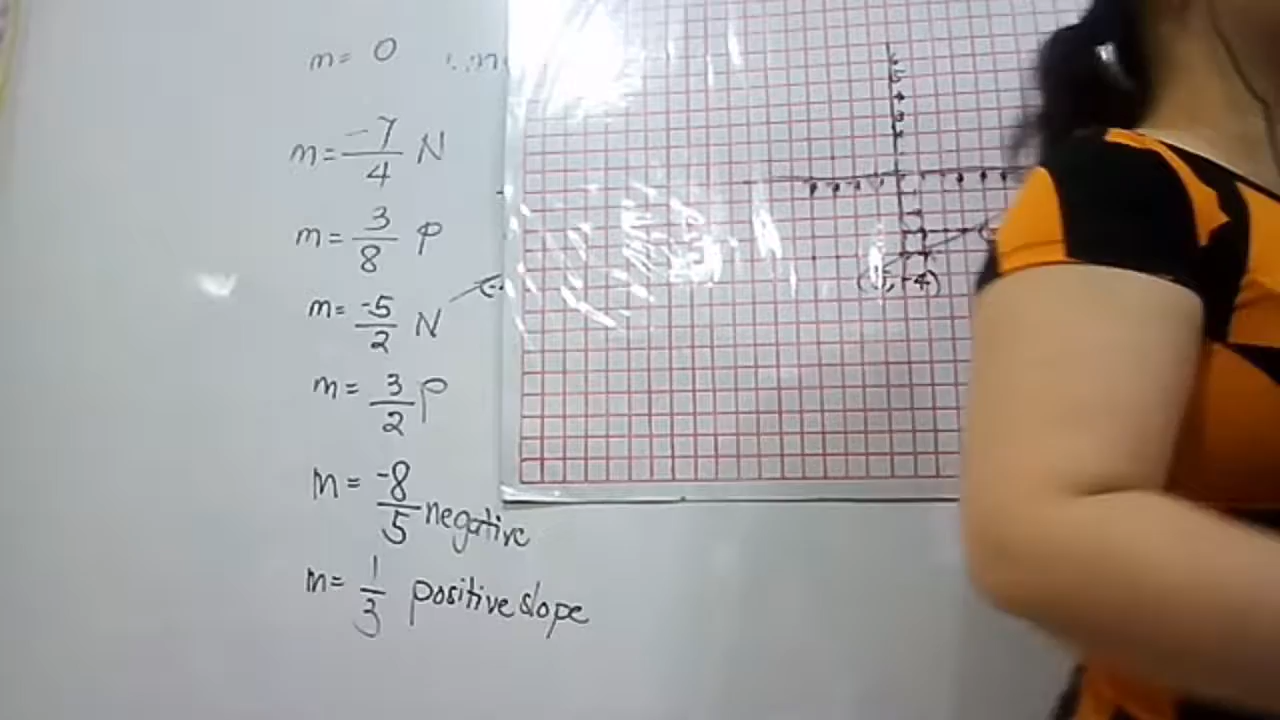 m= 0
m= -7/4 N
m= 3/8 P
m= -5/2 N
m= 3/2 P
m= -8/5 negative
m= 1/3 positive slope